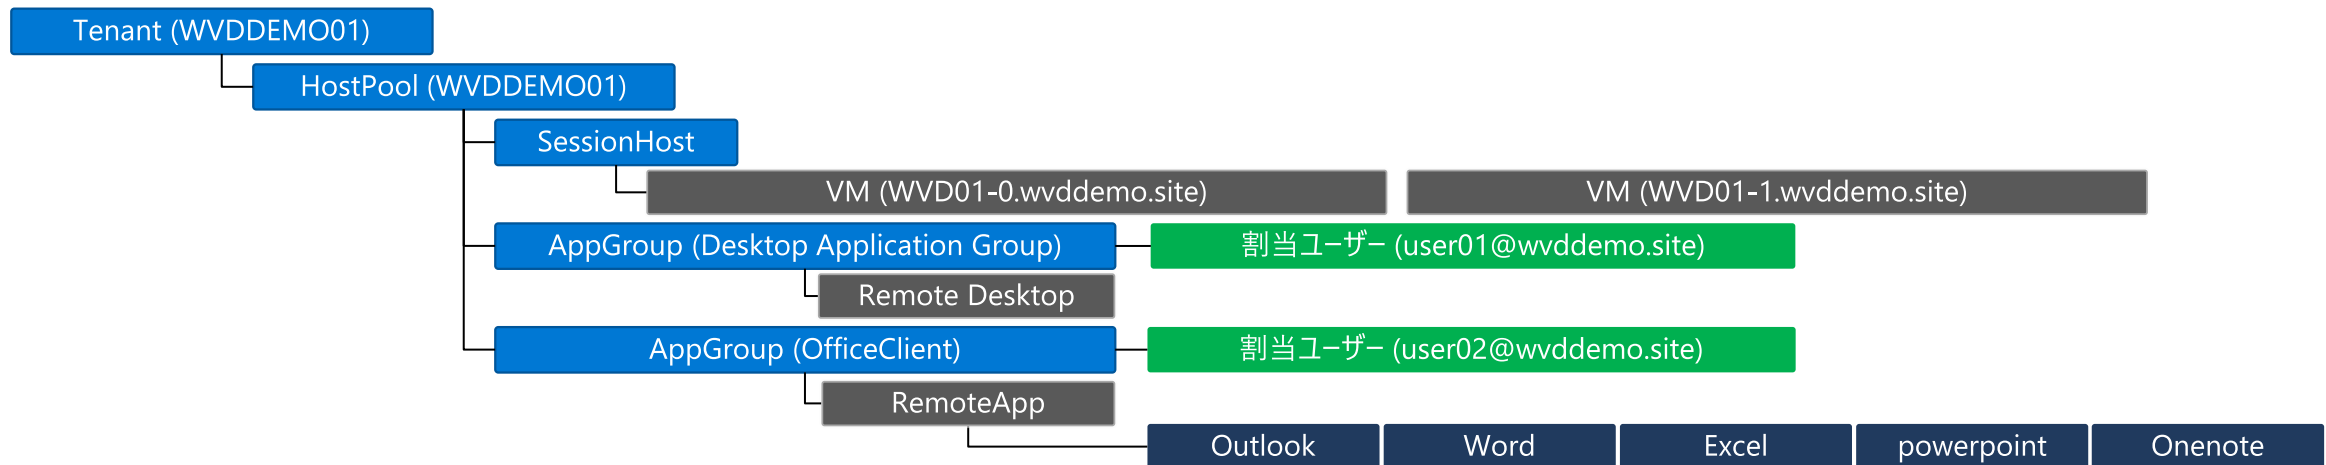 Tenant (WVDDEMO01)
HostPool (WVDDEMO01)
SessionHost
VM (WVD01-0.wvddemo.site)
VM (WVD01-1.wvddemo.site)
AppGroup (Desktop Application Group)
割当ユーザー (user01@wvddemo.site)
Remote Desktop
AppGroup (OfficeClient)
割当ユーザー (user02@wvddemo.site)
RemoteApp
Outlook
Word
Excel
powerpoint
Onenote